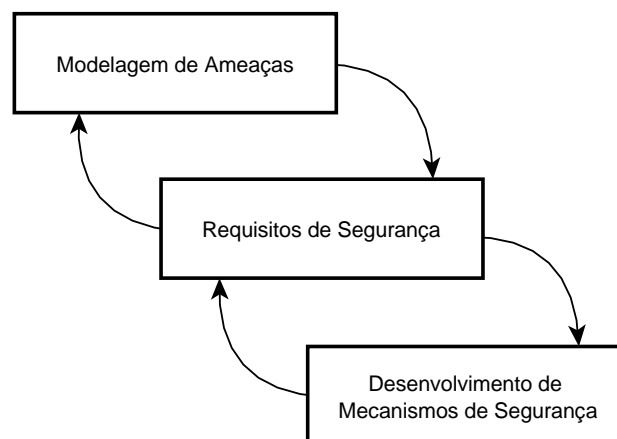 Modelagem de Ameaças
Requisitos de Segurança
Desenvolvimento de
Mecanismos de Segurança